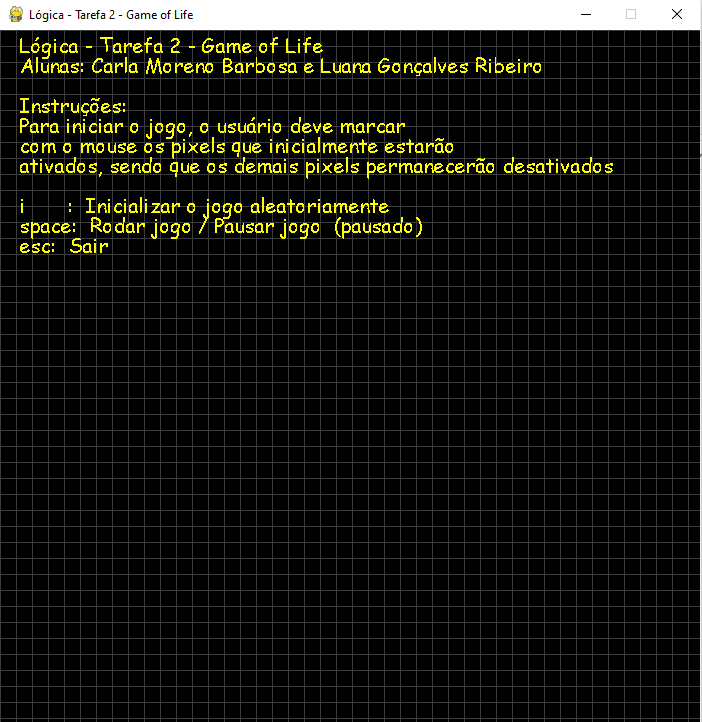 Lógica - Tarefa 2 - Game of Life
Lógica - Tarefa 2 - Game of Life
Alunas: Carla Moreno Barbosa e Luana Gonçalves Ribeiro
Instruções:
Para iniciar o jogo, o usuário deve marcar
com o mouse os pixels que inicialmente estarão
ativados, sendo que os demais pixels permanecerão desativados
i : Inicializar o jogo aleatoriamente
space: Rodar jogo / Pausar jogo (pausado)
esc: Sair